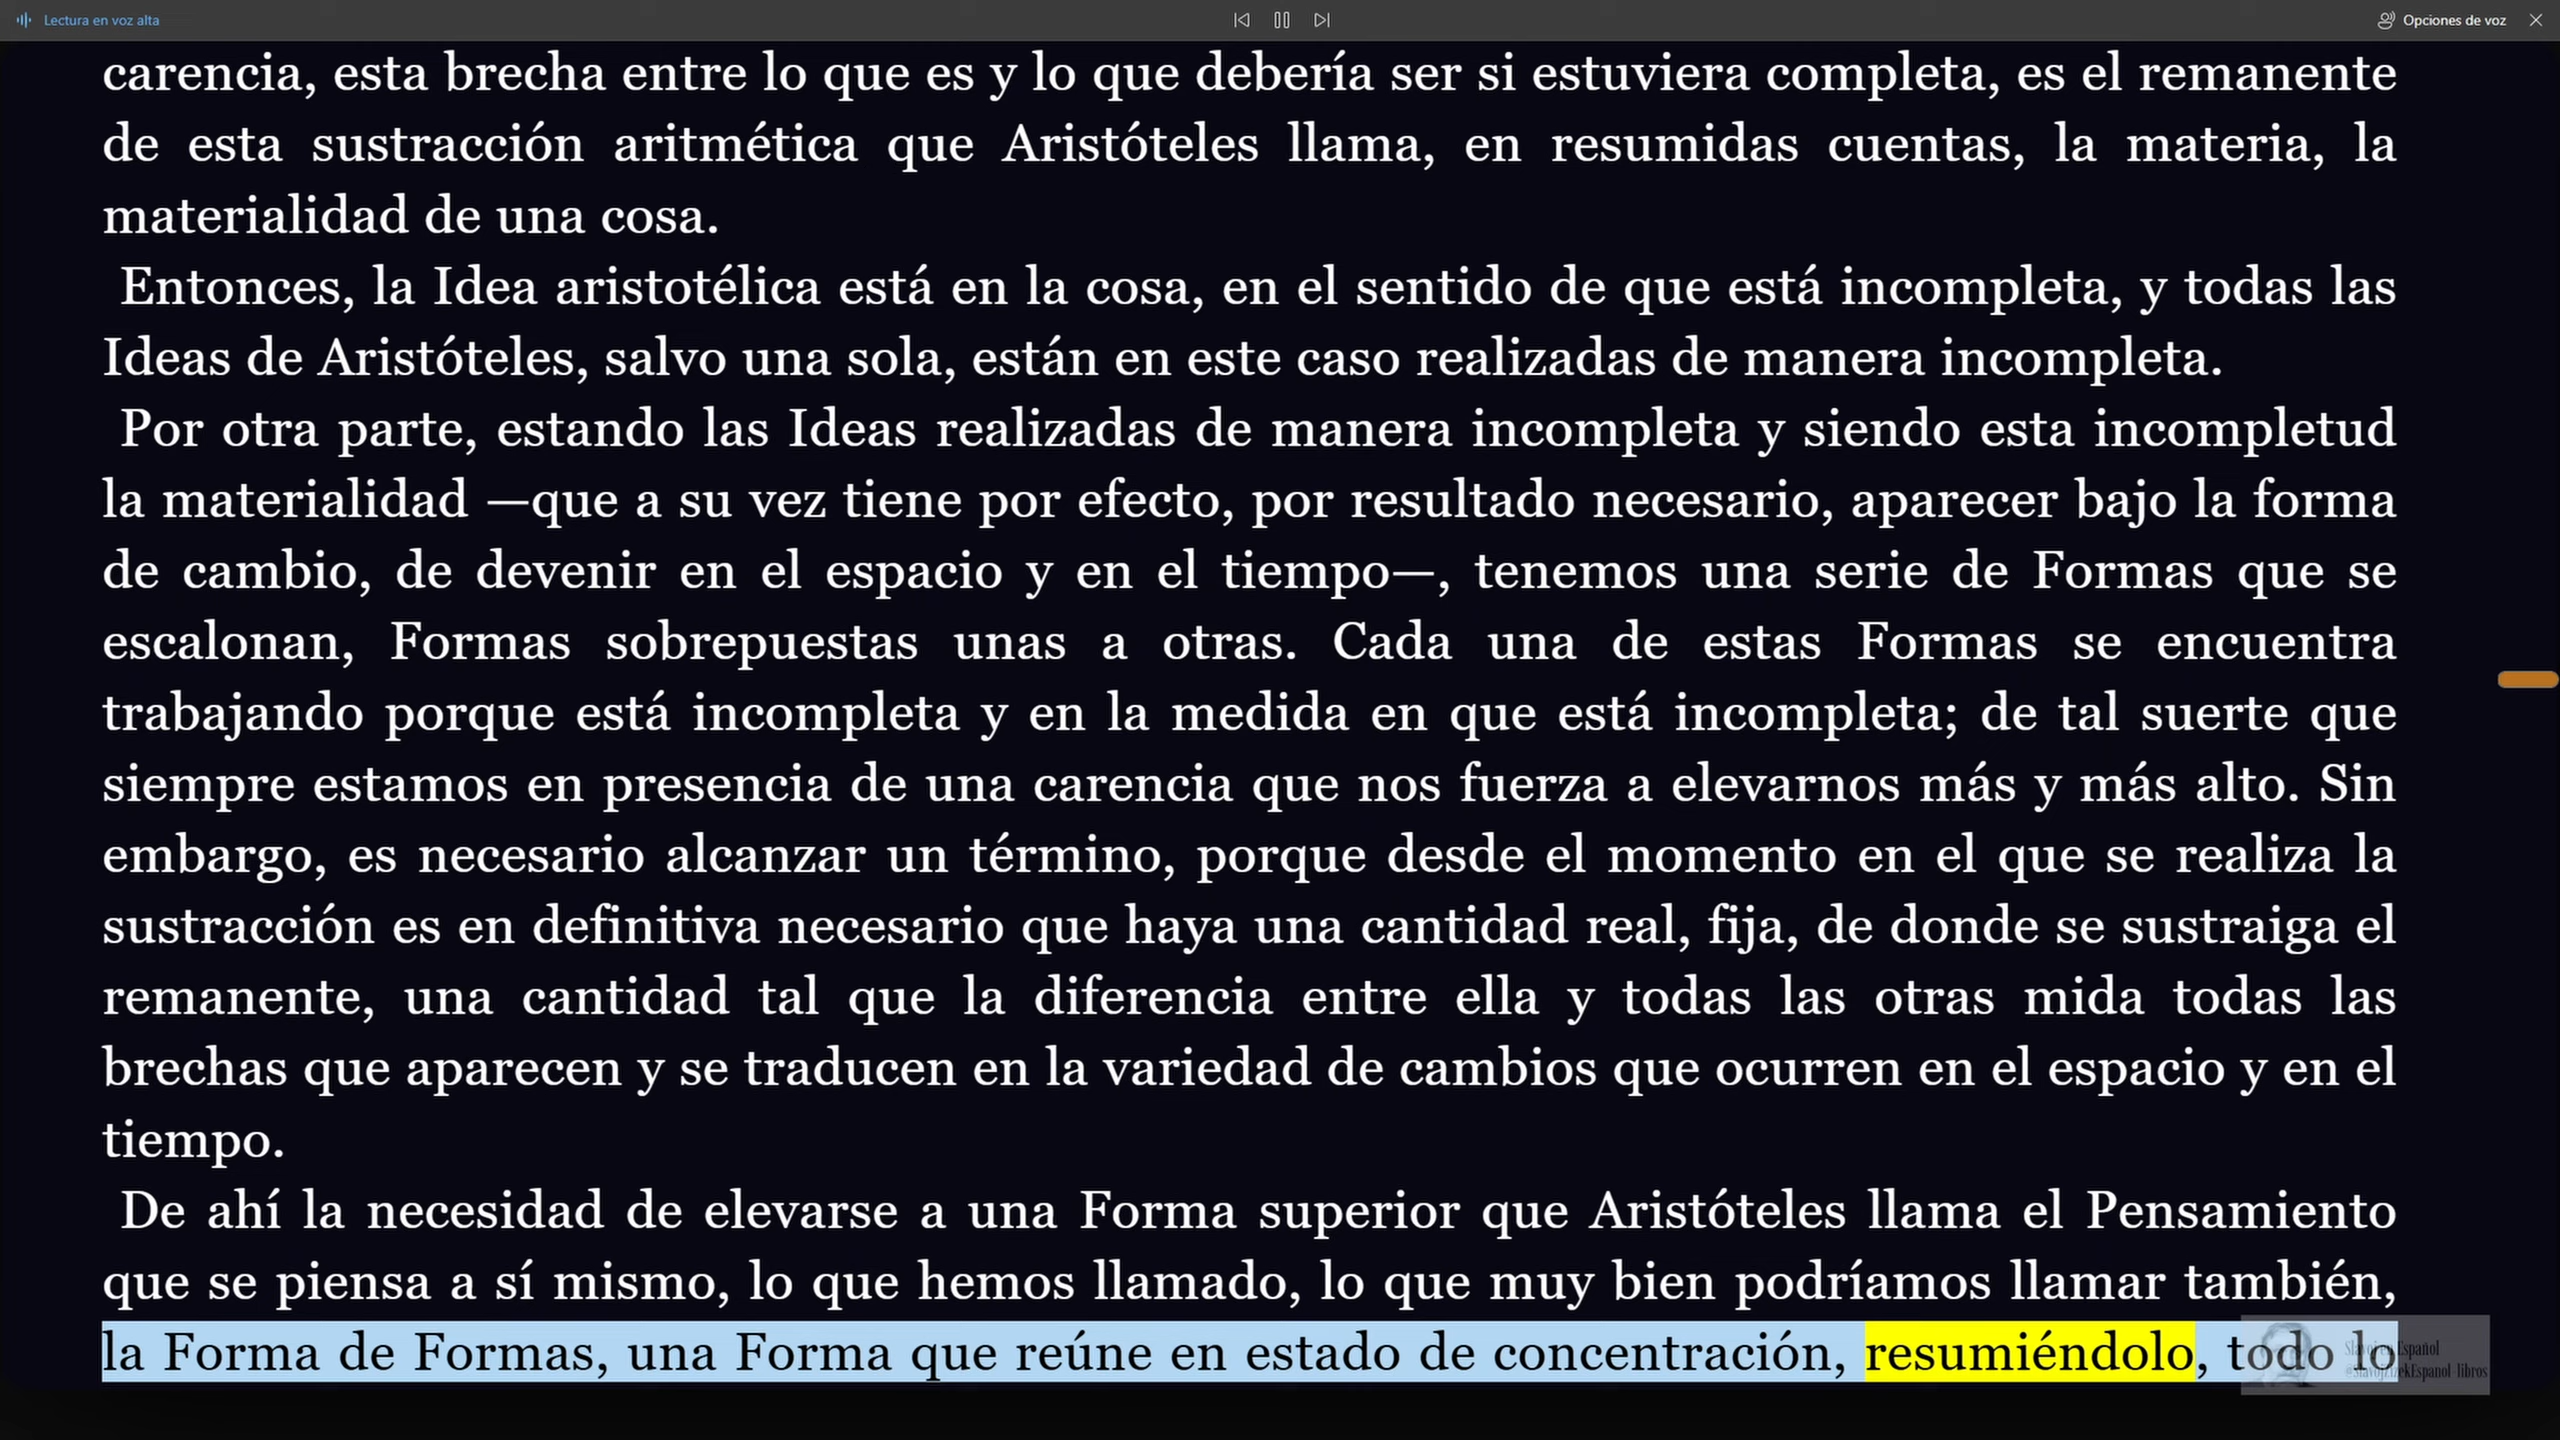 Lectura en voz alta
Opciones de voz
carencia, esta brecha entre lo que es y lo que debería ser si estuviera completa, es el remanente
de esta sustracción aritmética que Aristóteles llama, en resumidas cuentas, la materia, la
materialidad de una cosa.
Entonces, la Idea aristotélica está en la cosa, en el sentido de que está incompleta, y todas las
Ideas de Aristóteles, salvo una sola, están en este caso realizadas de manera incompleta.
Por otra parte, estando las Ideas realizadas de manera incompleta y siendo esta incompletud
la materialidad —que a su vez tiene por efecto, por resultado necesario, aparecer bajo la forma
de cambio, de devenir en el espacio y en el tiempo—, tenemos una serie de Formas que se
escalonan, Formas sobrepuestas unas a otras. Cada una de estas Formas se encuentra
trabajando porque está incompleta y en la medida en que está incompleta; de tal suerte que
siempre estamos en presencia de una carencia que nos fuerza a elevarnos más y más alto. Sin
embargo, es necesario alcanzar un término, porque desde el momento en el que se realiza la
sustracción es en definitiva necesario que haya una cantidad real, fija, de donde se sustraiga el
remanente, una cantidad tal que la diferencia entre ella y todas las otras mida todas las
brechas que aparecen y se traducen en la variedad de cambios que ocurren en el espacio y en el
tiempo.
De ahí la necesidad de elevarse a una Forma superior que Aristóteles llama el Pensamiento
que se piensa a sí mismo, lo que hemos llamado, lo que muy bien podríamos llamar también,
la Forma de Formas, una Forma que reúne en estado de concentración, resumiéndolo, todo lo
Español